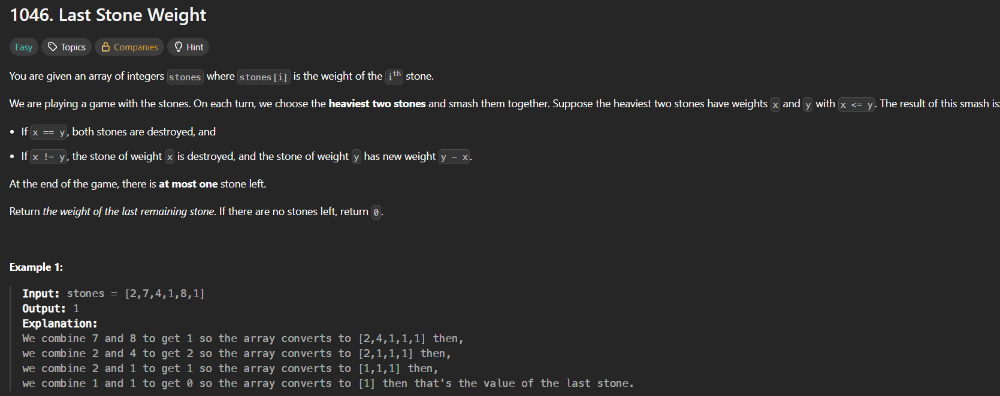 1046. Last Stone Weight
Easy Topics Companies Hint
You are given an array of integers stones where stones[i] is the weight of the ith stone.
We are playing a game with the stones. On each turn, we choose the heaviest two stones and smash them together. Suppose the heaviest two stones have weights x and y with x <= y. The result of this smash is:
• If x == y, both stones are destroyed, and
• If x != y, the stone of weight x is destroyed, and the stone of weight y has new weight y - x.
At the end of the game, there is at most one stone left.
Return the weight of the last remaining stone. If there are no stones left, return 0.
Example 1:
Input: stones = [2,7,4,1,8,1]
Output: 1
Explanation:
We combine 7 and 8 to get 1 so the array converts to [2,4,1,1,1] then,
we combine 2 and 4 to get 2 so the array converts to [2,1,1,1] then,
we combine 2 and 1 to get 1 so the array converts to [1,1,1] then,
we combine 1 and 1 to get 0 so the array converts to [1] then that's the value of the last stone.